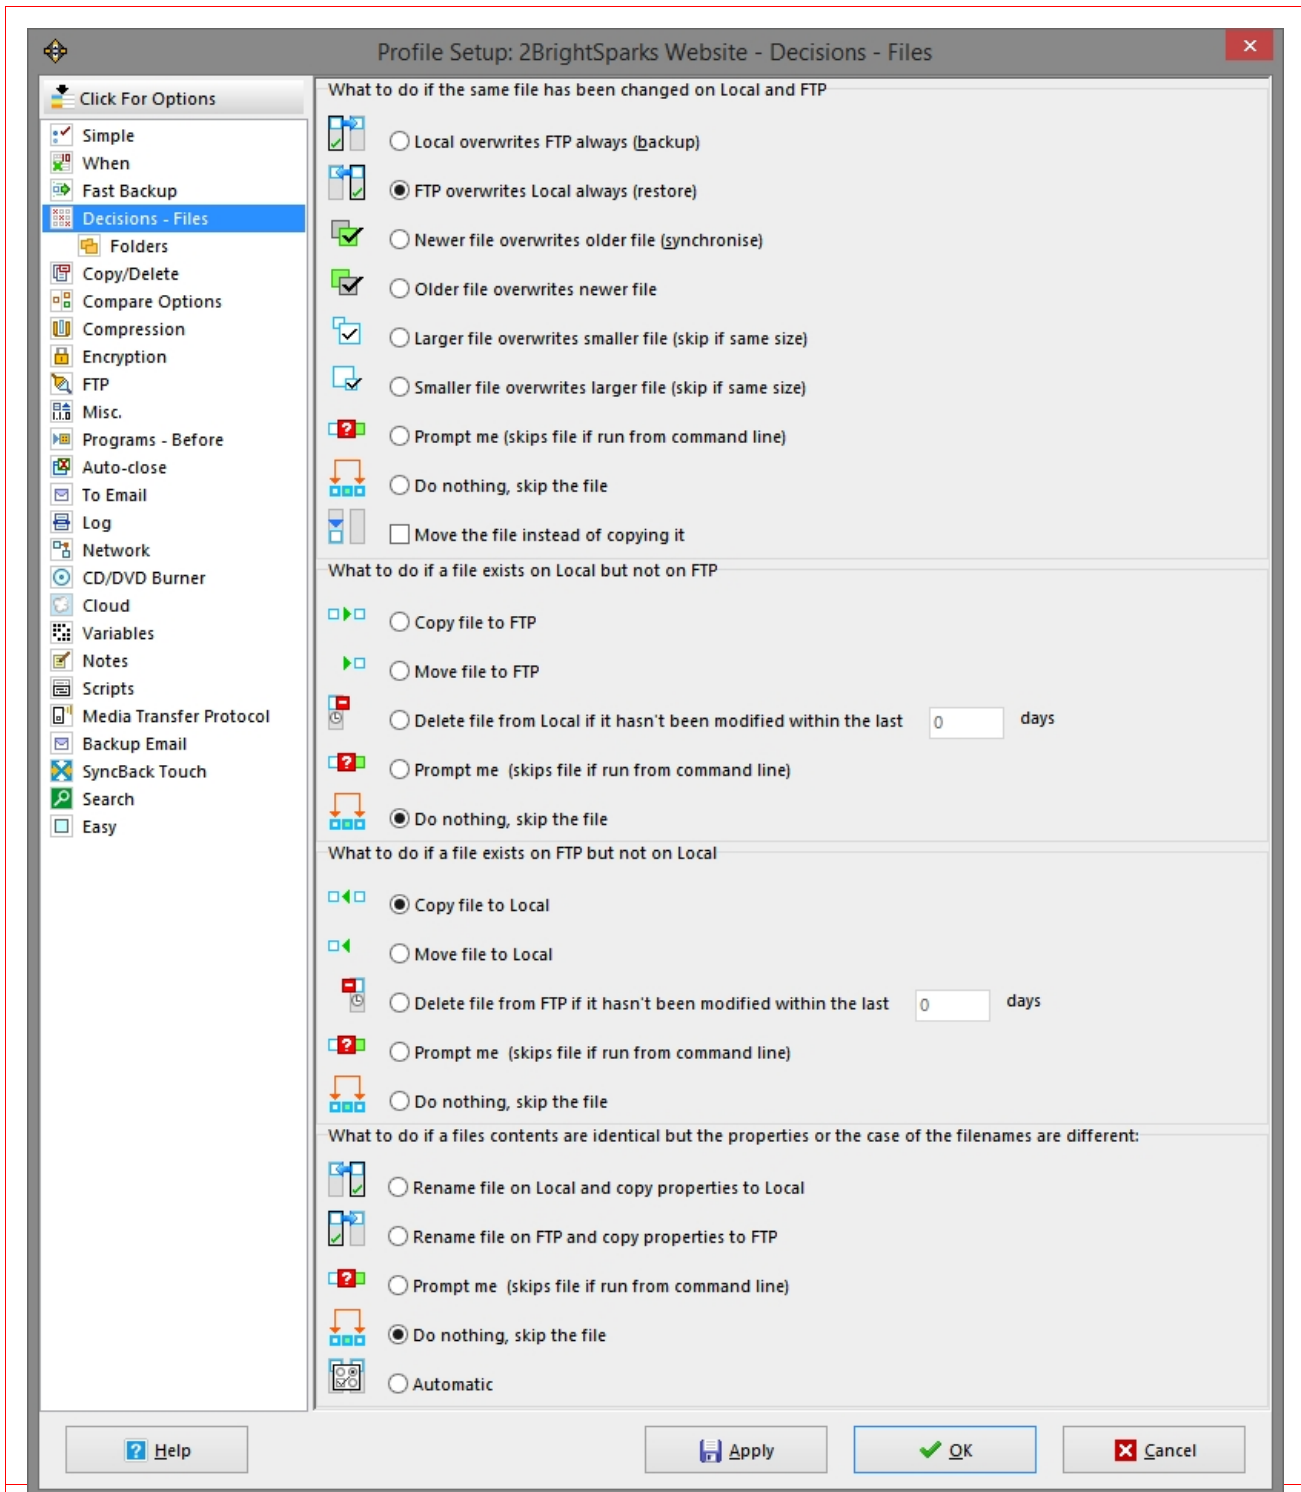 Profile Setup: 2BrightSparks Website - Decisions - Files
Click For Options
Simple
When
Fast Backup
Decisions - Files
Folders
Copy/Delete
Compare Options
Compression
Encryption
FTP
Misc.
Programs - Before
Auto-close
To Email
Log
Network
CD/DVD Burner
Cloud
Variables
Notes
Scripts
Media Transfer Protocol
Backup Email
SyncBack Touch
Search
Easy
What to do if the same file has been changed on Local and FTP
Local overwrites FTP always (backup)
FTP overwrites Local always (restore)
Newer file overwrites older file (synchronise)
Older file overwrites newer file
Larger file overwrites smaller file (skip if same size)
Smaller file overwrites larger file (skip if same size)
Prompt me (skips file if run from command line)
Do nothing, skip the file
Move the file instead of copying it
What to do if a file exists on Local but not on FTP
Copy file to FTP
Move file to FTP
Delete file from Local if it hasn't been modified within the last 0 days
Prompt me (skips file if run from command line)
Do nothing, skip the file
What to do if a file exists on FTP but not on Local
Copy file to Local
Move file to Local
Delete file from FTP if it hasn't been modified within the last 0 days
Prompt me (skips file if run from command line)
Do nothing, skip the file
What to do if a files contents are identical but the properties or the case of the filenames are different:
Rename file on Local and copy properties to Local
Rename file on FTP and copy properties to FTP
Prompt me (skips file if run from command line)
Do nothing, skip the file
Automatic
Help Apply OK Cancel